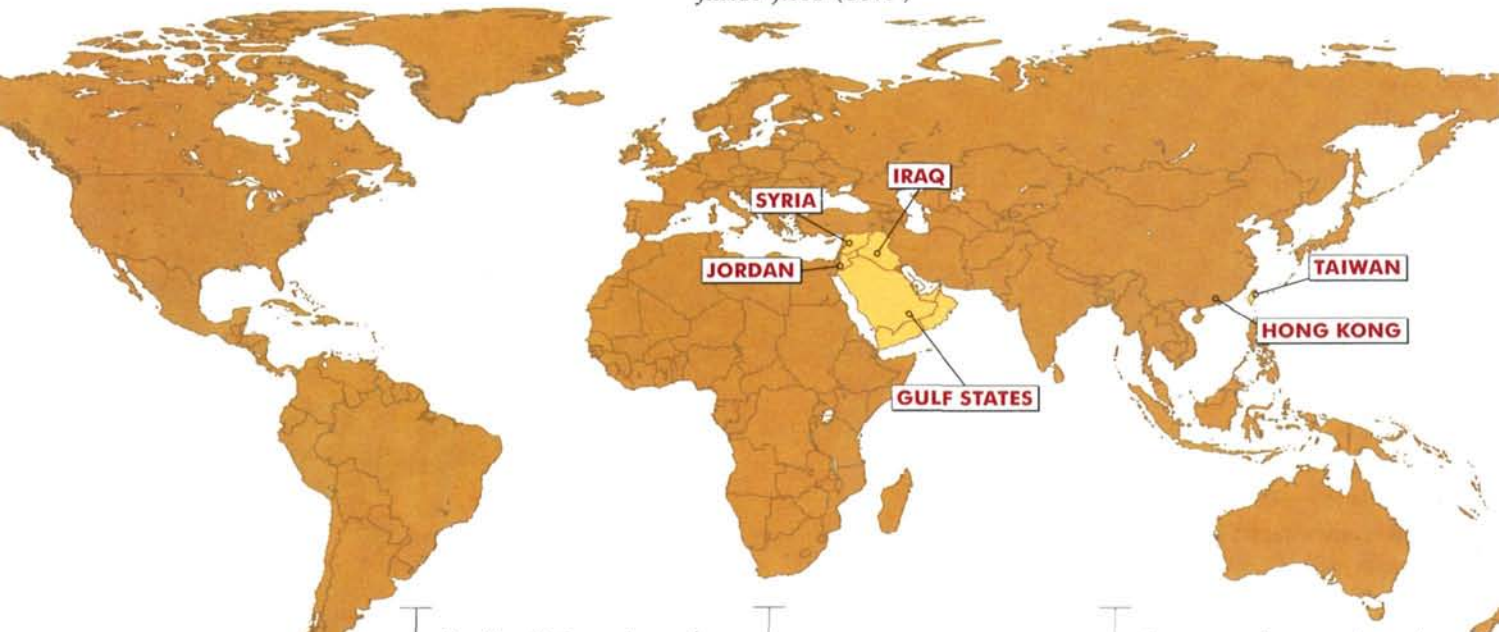 IRAQ
SYRIA
JORDAN
TAIWAN
HONG KONG
GULF STATES